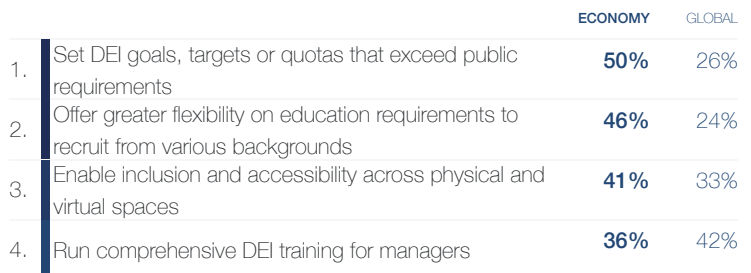 ECONOMY GLOBAL
1. Set DEI goals, targets or quotas that exceed public requirements 50% 26%
2. Offer greater flexibility on education requirements to recruit from various backgrounds 46% 24%
3. Enable inclusion and accessibility across physical and virtual spaces 41% 33%
4. Run comprehensive DEI training for managers 36% 42%